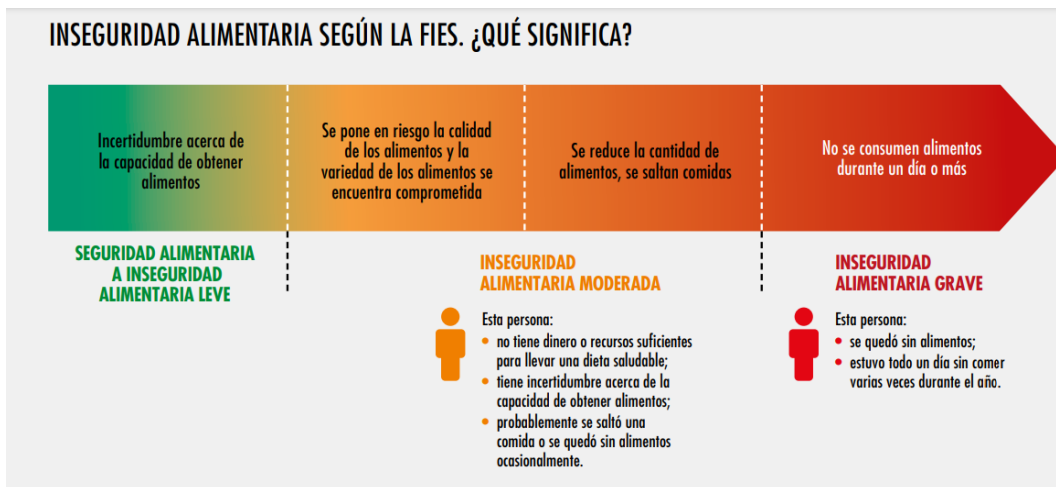 INSEGURIDAD ALIMENTARIA SEGÚN LA FIES. ¿QUÉ SIGNIFICA?
Incertidumbre acerca de
la capacidad de obtener
alimentos
Se pone en riesgo la calidad
de los alimentos y la
variedad de los alimentos se
encuentra comprometida
Se reduce la cantidad de
alimentos, se saltan comidas
No se consumen alimentos
durante un día o más
SEGURIDAD ALIMENTARIA
A INSEGURIDAD
ALIMENTARIA LEVE
INSEGURIDAD
ALIMENTARIA MODERADA
Esta persona:
• no tiene dinero o recursos suficientes
para llevar una dieta saludable;
• tiene incertidumbre acerca de la
capacidad de obtener alimentos;
• probablemente se saltó una
comida o se quedó sin alimentos
ocasionalmente.
INSEGURIDAD
ALIMENTARIA GRAVE
Esta persona:
• se quedó sin alimentos;
• estuvo todo un día sin comer
varias veces durante el año.